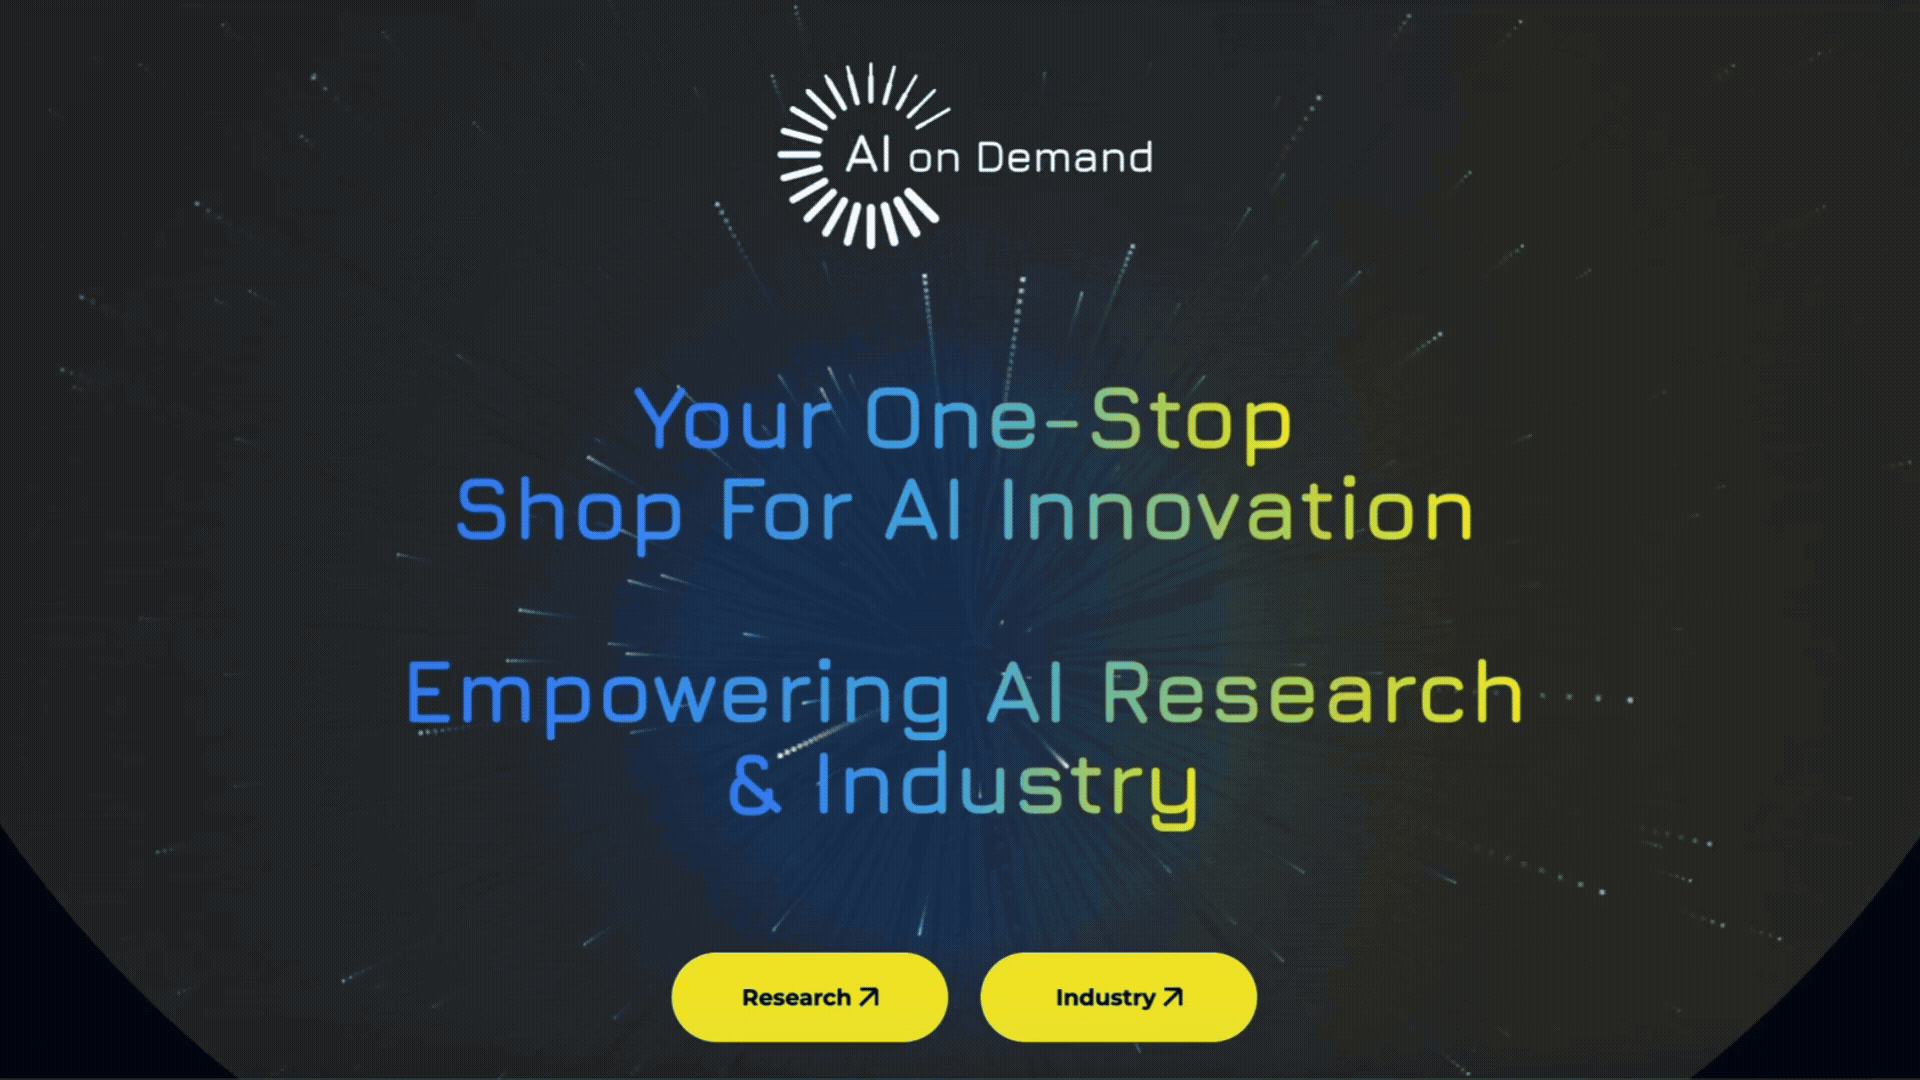 AI on Demand
Your One-Stop
Shop For AI Innovation
Empowering AI Research
& Industry
Research
Industry